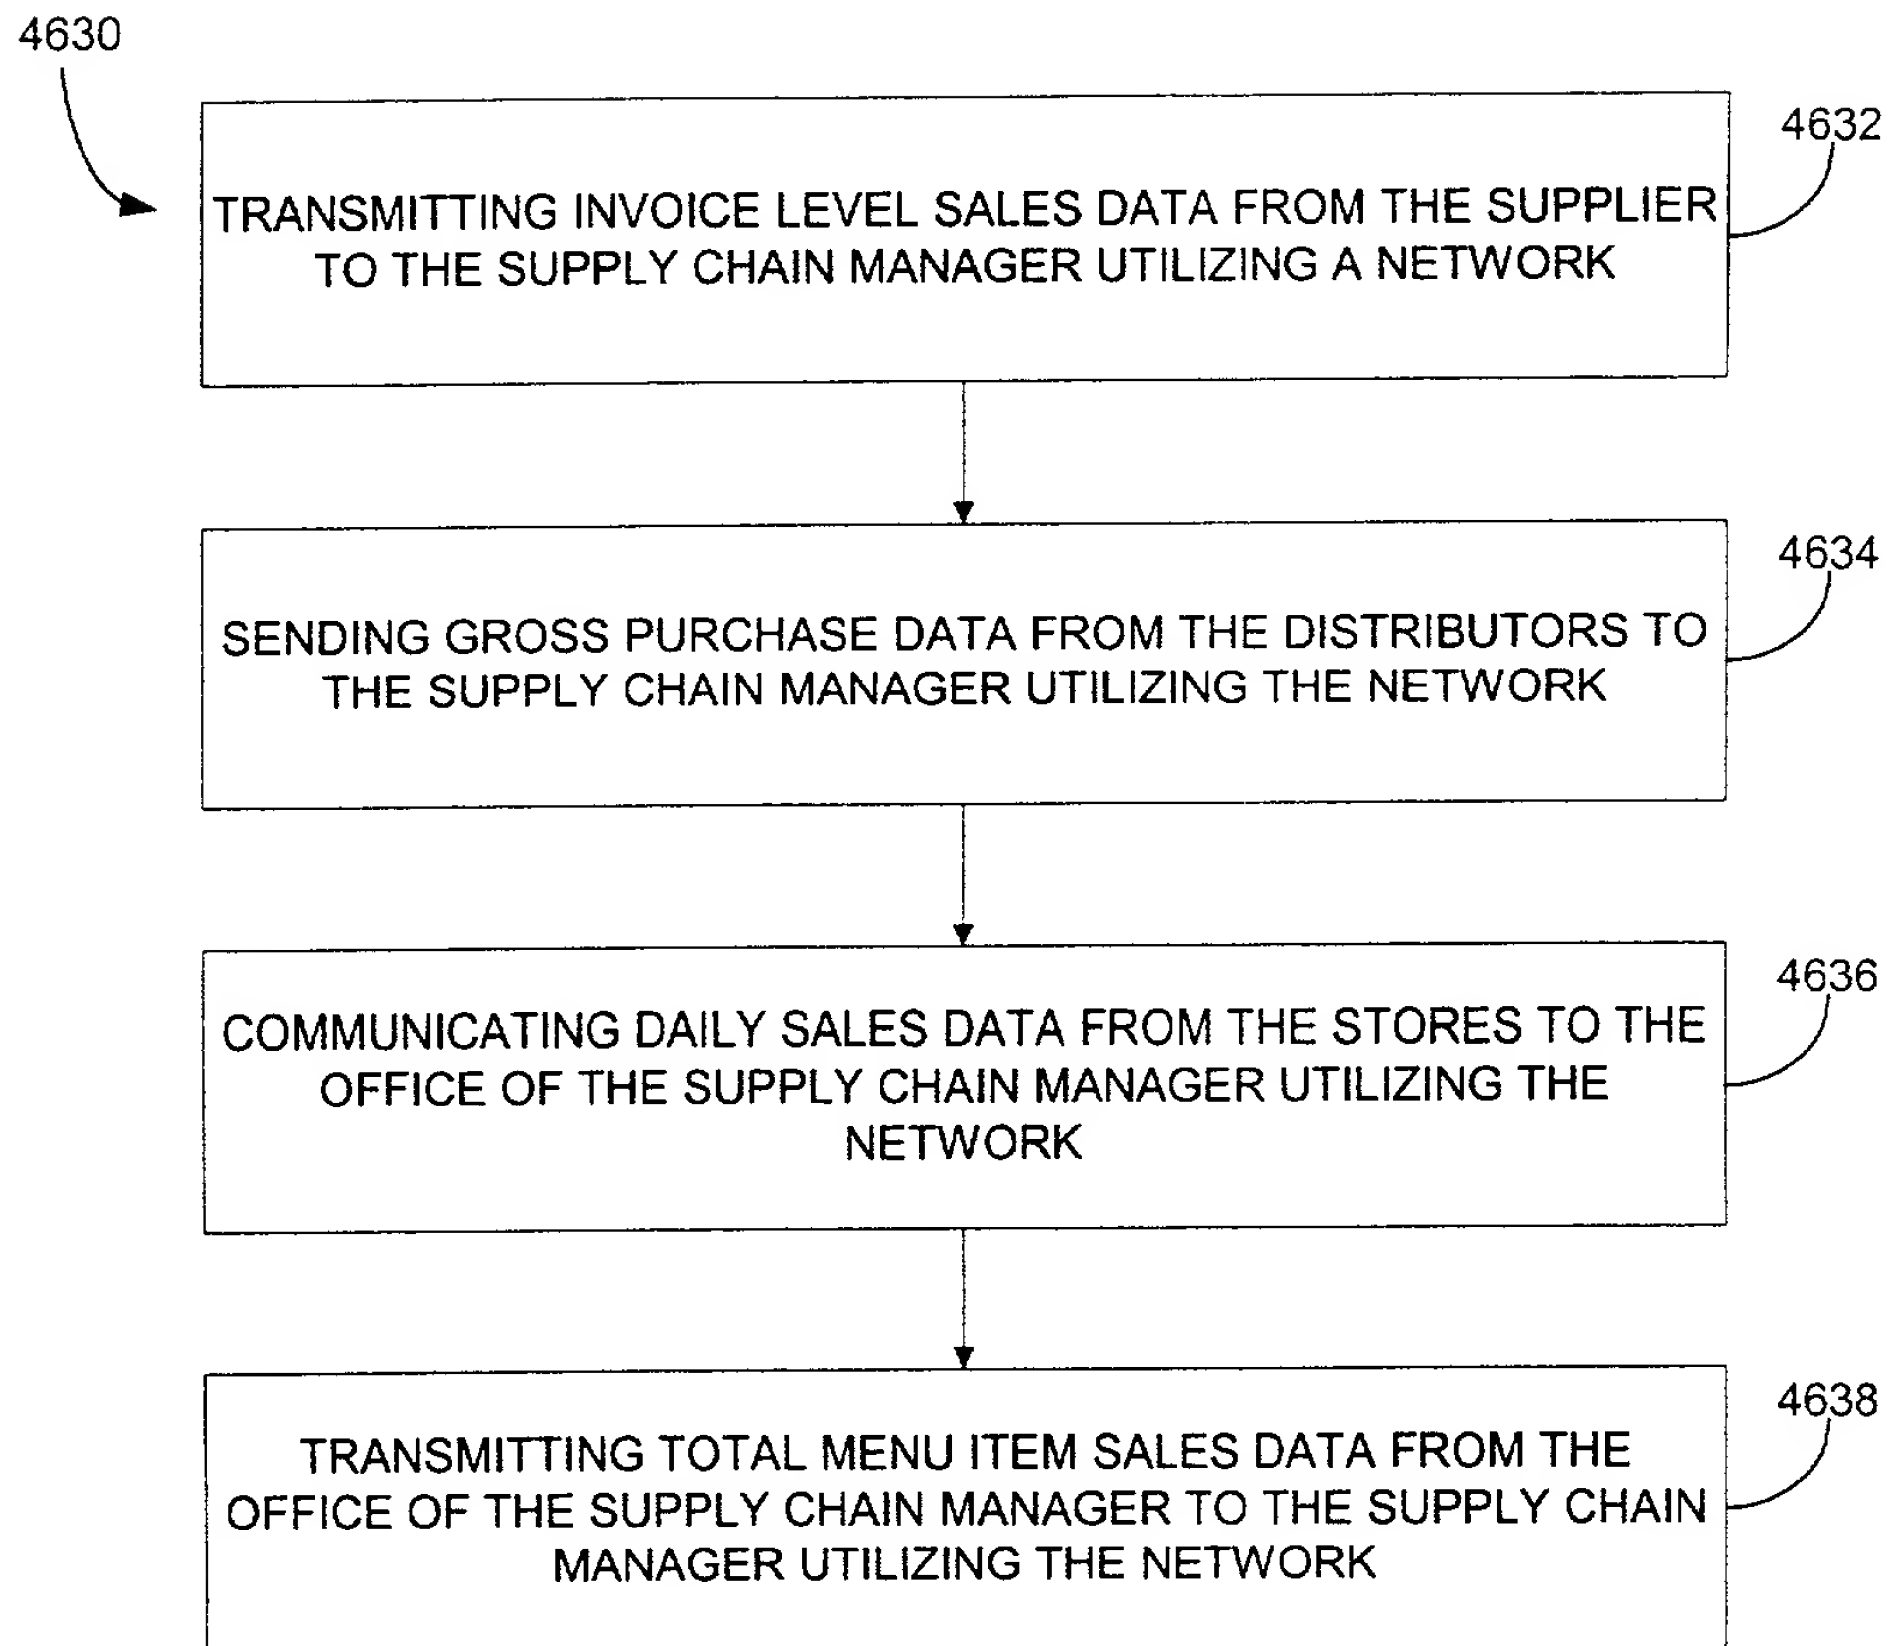 4630
4632
TRANSMITTING INVOICE LEVEL SALES DATA FROM THE SUPPLIER
TO THE SUPPLY CHAIN MANAGER UTILIZING A NETWORK
4634
SENDING GROSS PURCHASE DATA FROM THE DISTRIBUTORS TO
THE SUPPLY CHAIN MANAGER UTILIZING THE NETWORK
4636
COMMUNICATING DAILY SALES DATA FROM THE STORES TO THE
OFFICE OF THE SUPPLY CHAIN MANAGER UTILIZING THE
NETWORK
4638
TRANSMITTING TOTAL MENU ITEM SALES DATA FROM THE
OFFICE OF THE SUPPLY CHAIN MANAGER TO THE SUPPLY CHAIN
MANAGER UTILIZING THE NETWORK